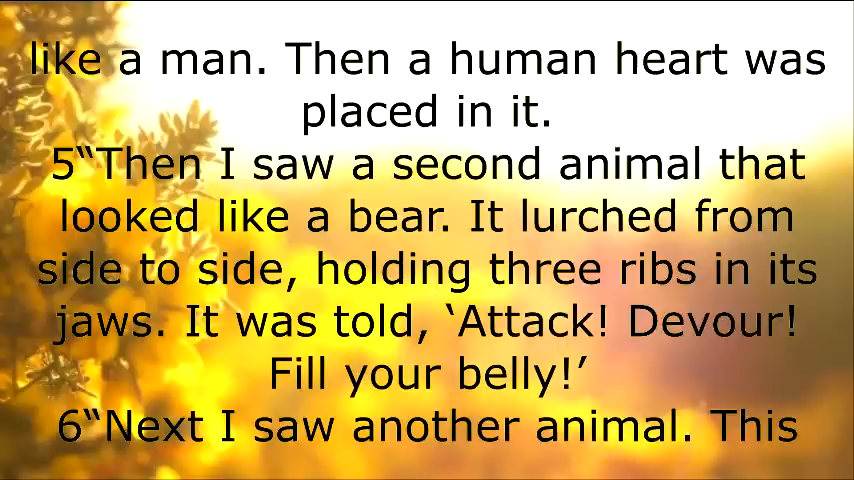 like a man. Then a human heart was
placed in it.
5“Then I saw a second animal that
looked like a bear. It lurched from
side to side, holding three ribs in its
jaws. It was told, ‘Attack! Devour!
Fill your belly!’
6“Next I saw another animal. This